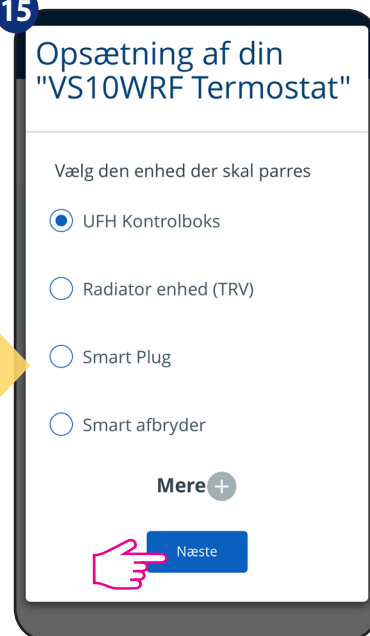 15
Opsætning af din
"VS10WRF Termostat"
Vælg den enhed der skal parres
UFH Kontrolboks
Radiator enhed (TRV)
Smart Plug
Smart afbryder
Mere +
Næste